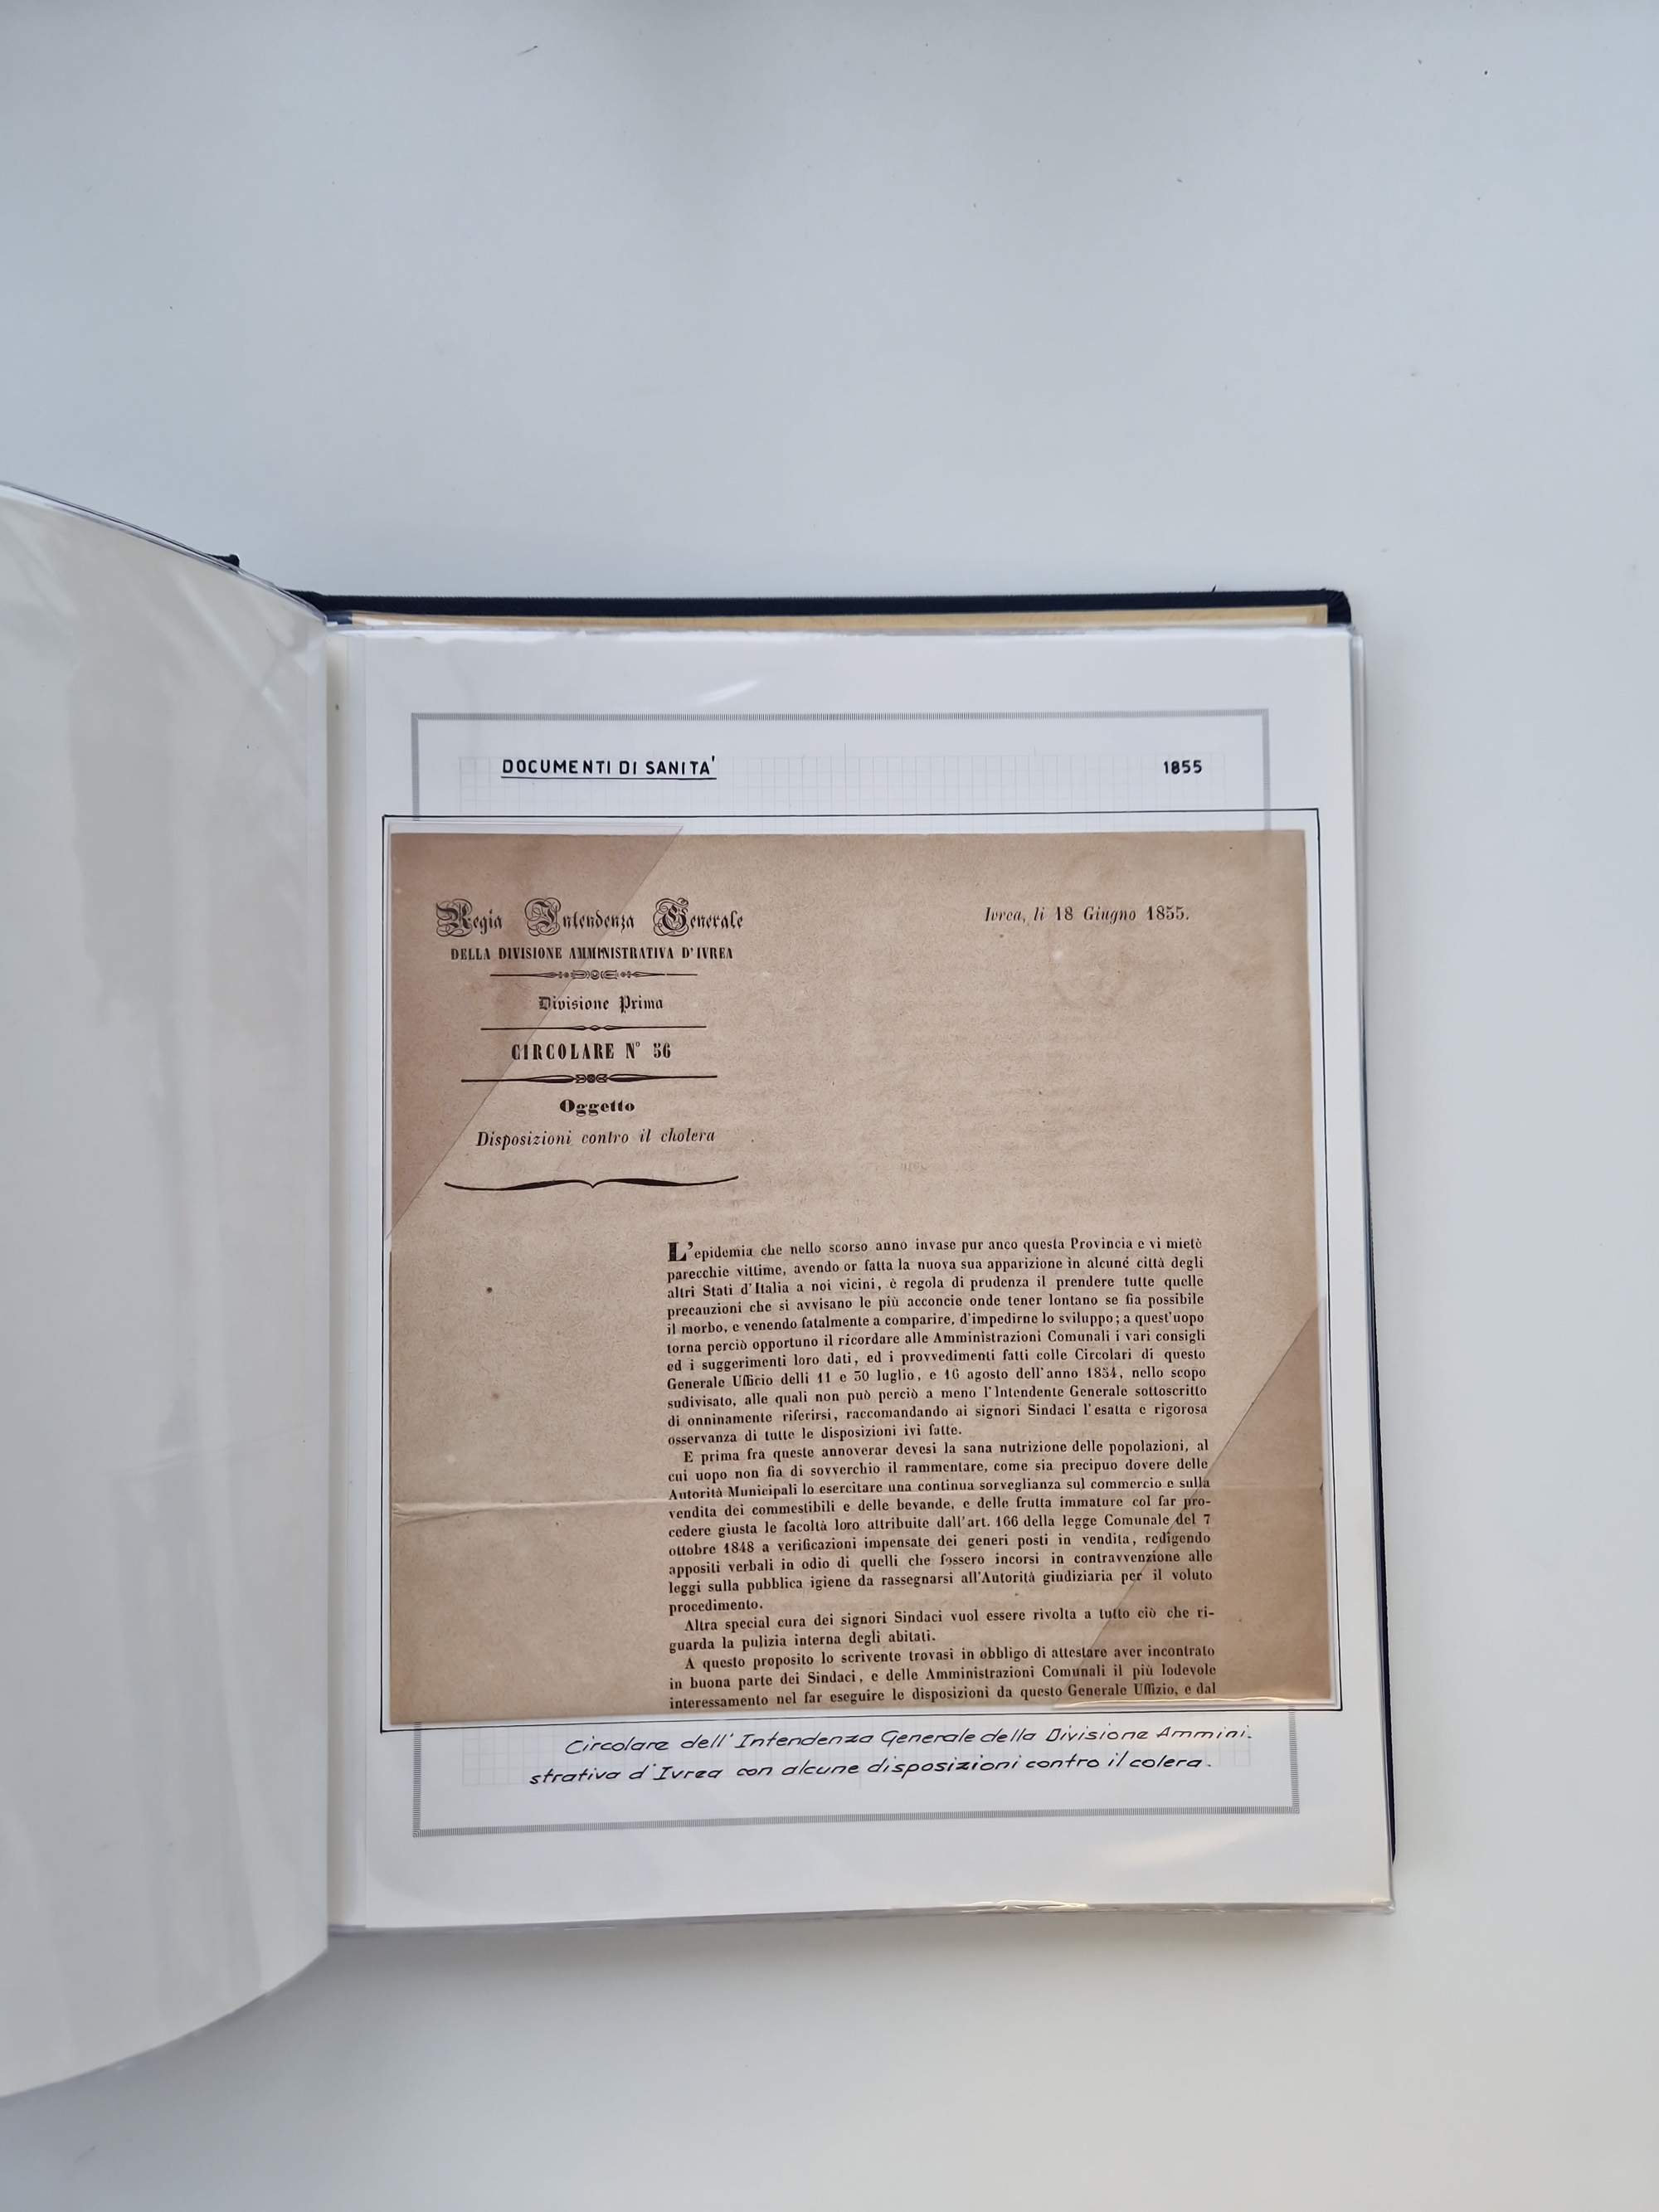 DOCUMENTI DI SANITA'
1855
Regia Intendenza Generale
DELLA DIVISIONE AMMINISTRATIVA D'IVREA
Divisione Prima
CIRCOLARE N° 56
Oggetto
Disposizioni contro il cholera
Ivrea, li 18 Giugno 1855.
L'epidemia che nello scorso anno invase pur anco questa Provincia e vi mietè
parecchie vittime, avendo or fatta la nuova sua apparizione in alcune città degli
altri Stati d'Italia a noi vicini, è regola di prudenza il prendere tutte quelle
precauzioni che si avvisano le più acconcie onde tener lontano se fia possibile
il morbo, e venendo fatalmente a comparire, d'impedirne lo sviluppo; a quest'uopo
torna perciò opportuno il ricordare alle Amministrazioni Comunali i vari consigli
ed i suggerimenti loro dati, ed i provvedimenti fatti colle Circolari di questo
Generale Ufficio delli 11 e 30 luglio, e 16 agosto dell'anno 1854, nello scopo
sudivisato, alle quali non può perciò a meno l'Intendente Generale sottoscritto
di onninamente riferirsi, raccomandando ai signori Sindaci l'esatta e rigorosa
osservanza di tutte le disposizioni ivi fatte.
E prima fra queste annoverar devesi la sana nutrizione delle popolazioni, al
cui uopo non fia di sovverchio il rammentare, come sia precipuo dovere delle
Autorità Municipali lo esercitare una continua sorveglianza sul commercio e sulla
vendita dei commestibili e delle bevande, e delle frutta immature col far pro-
cedere giusta le facoltà loro attribuite dall'art. 166 della legge Comunale del 7
ottobre 1848 a verificazioni impensate dei generi posti in vendita, redigendo
appositi verbali in odio di quelli che fossero incorsi in contravvenzione alle
leggi sulla pubblica igiene da rassegnarsi all'Autorità giudiziaria per il voluto
procedimento.
Altra special cura dei signori Sindaci vuol essere rivolta a tutto ciò che ri-
guarda la pulizia interna degli abitati.
A questo proposito lo scrivente trovasi in obbligo di attestare aver incontrato
in buona parte dei Sindaci, e delle Amministrazioni Comunali il più lodevole
interessamento nel far eseguire le disposizioni da questo Generale Uffizio, e dal
Circolare dell'Intendenza Generale della Divisione Ammini.
strativa d'Ivrea con alcune disposizioni contro il colera.